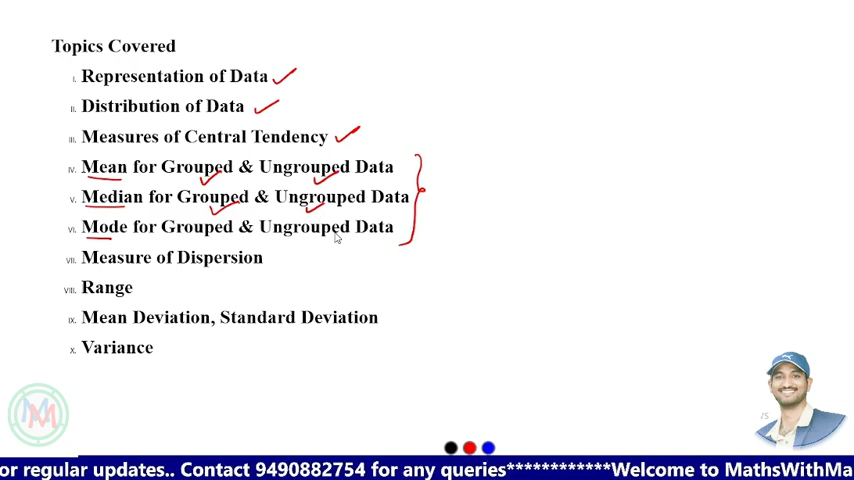 Topics Covered
I. Representation of Data
II. Distribution of Data
III. Measures of Central Tendency
IV. Mean for Grouped & Ungrouped Data
V. Median for Grouped & Ungrouped Data
VI. Mode for Grouped & Ungrouped Data
VII. Measure of Dispersion
VIII. Range
IX. Mean Deviation, Standard Deviation
X. Variance
MM
or regular updates.. Contact 9490882754 for any queries************Welcome to MathsWithMa